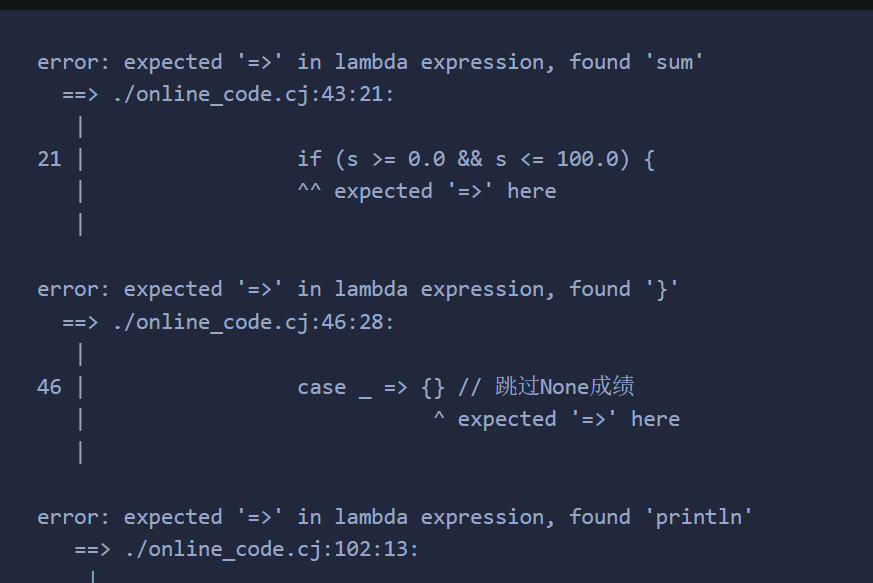 error: expected '=>' in lambda expression, found 'sum'
==> ./online_code.cj:43:21:
|
21 | if (s >= 0.0 && s <= 100.0) {
| ^^ expected '=>' here
|
error: expected '=>' in lambda expression, found '}'
==> ./online_code.cj:46:28:
|
46 | case _ => {} // 跳过None成绩
| ^ expected '=>' here
|
error: expected '=>' in lambda expression, found 'println'
==> ./online_code.cj:102:13:
|